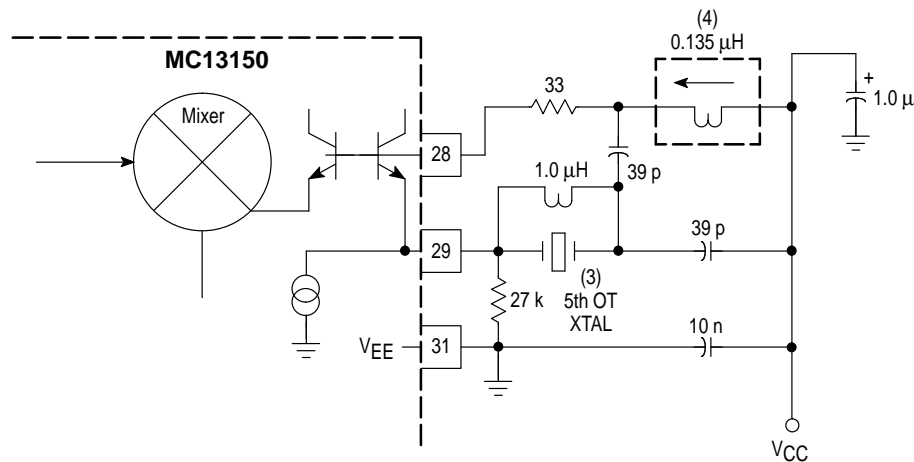 (4)
0.135 μH
MC13150
33
+
1.0 μ
Mixer
28
39 p
1.0 μH
29
39 p
(3)
5th OT
XTAL
27 k
10 n
VEE
31
VCC